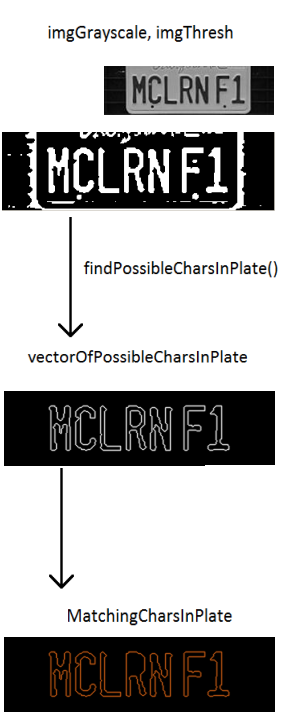 imgGrayscale, imgThresh
MCLRN F1
MCLRN F1
findPossibleCharsInPlate()
vectorOfPossibleCharsInPlate
MCLRN F1
MatchingCharsInPlate
MCLRN F1